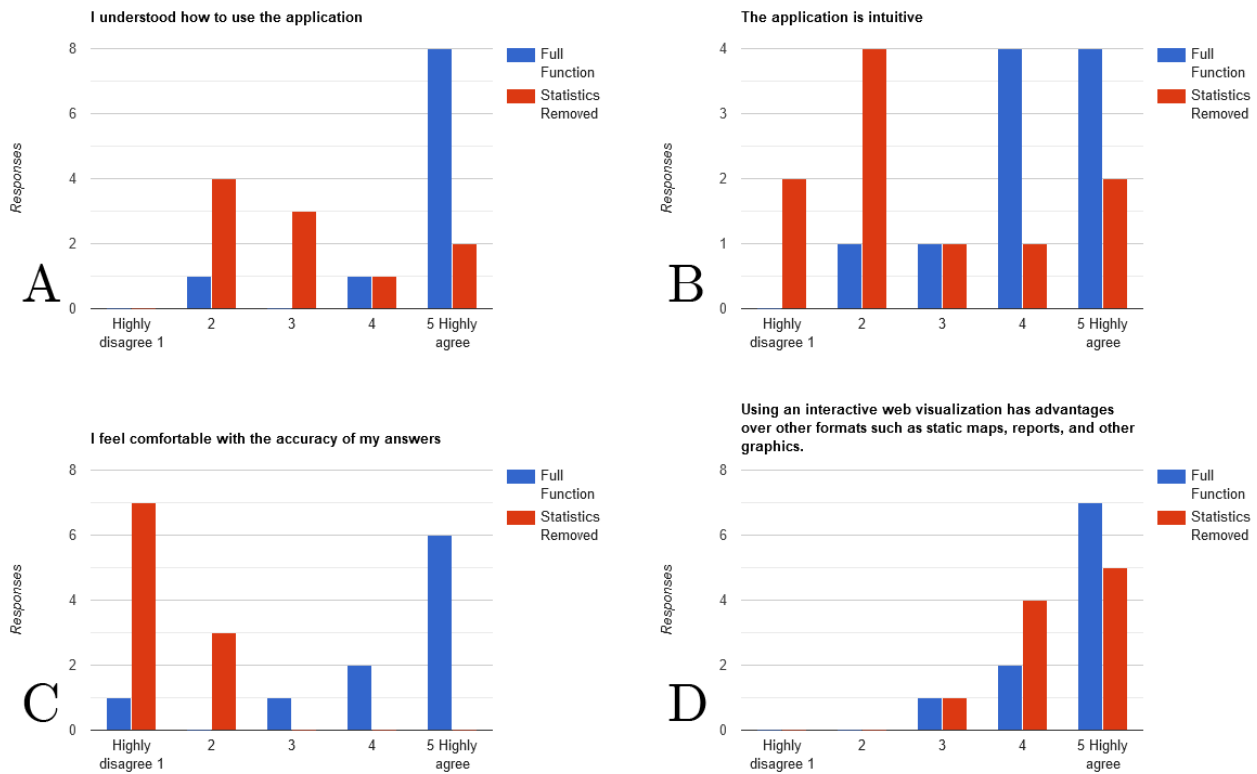 I understood how to use the application
8
6
4
2
0
Responses
Highly
disagree 1
2
3
4
5 Highly
agree
Full
Function
Statistics
Removed
A
The application is intuitive
4
3
2
1
0
Responses
Highly
disagree 1
2
3
4
5 Highly
agree
Full
Function
Statistics
Removed
B
I feel comfortable with the accuracy of my answers
8
6
4
2
0
Responses
Highly
disagree 1
2
3
4
5 Highly
agree
Full
Function
Statistics
Removed
C
Using an interactive web visualization has advantages
over other formats such as static maps, reports, and other
graphics.
8
6
4
2
0
Responses
Highly
disagree 1
2
3
4
5 Highly
agree
Full
Function
Statistics
Removed
D